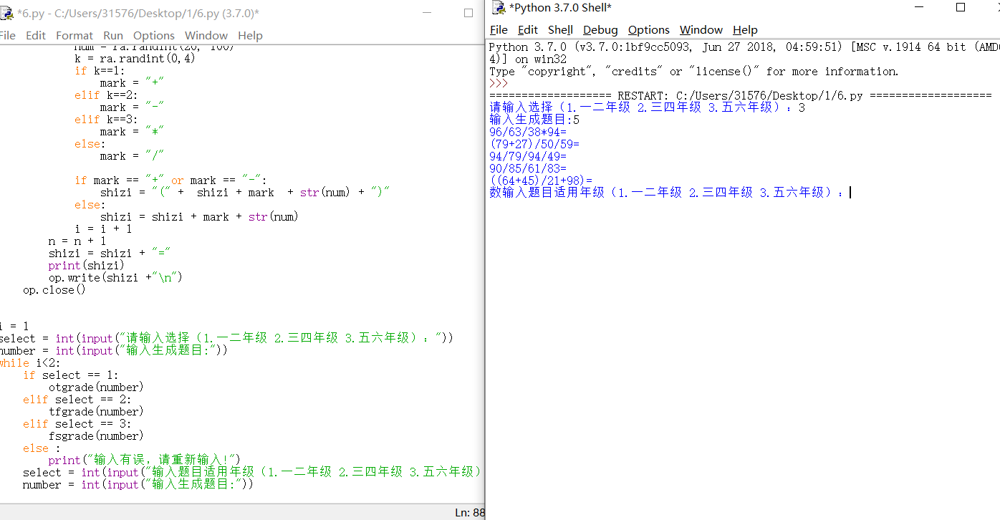 *6.py - C:/Users/31576/Desktop/1/6.py (3.7.0)*
File Edit Format Run Options Window Help
num = ra.randint(20, 100)
k = ra.randint(0,4)
if k==1:
mark = "+"
elif k==2:
mark = "-"
elif k==3:
mark = "*"
else:
mark = "/"
if mark == "+" or mark == "-":
shizi = "(" + shizi + mark + str(num) + ")"
else:
shizi = shizi + mark + str(num)
i = i + 1
n = n + 1
shizi = shizi + "="
print(shizi)
op.write(shizi +"\n")
op.close()
i = 1
select = int(input("请输入选择（1.一二年级 2.三四年级 3.五六年级）："))
number = int(input("输入生成题目:"))
while i<2:
if select == 1:
otgrade(number)
elif select == 2:
tfgrade(number)
elif select == 3:
fsgrade(number)
else :
print("输入有误，请重新输入!")
select = int(input("输入题目适用年级（1.一二年级 2.三四年级 3.五六年级）
number = int(input("输入生成题目:"))
Ln: 88
*Python 3.7.0 Shell*
File Edit Shell Debug Options Window Help
Python 3.7.0 (v3.7.0:1bf9cc5093, Jun 27 2018, 04:59:51) [MSC v.1914 64 bit (AMD6
4)] on win32
Type "copyright", "credits" or "license()" for more information.
>>>
=================== RESTART: C:/Users/31576/Desktop/1/6.py ===================
请输入选择（1.一二年级 2.三四年级 3.五六年级）：3
输入生成题目:5
96/63/38*94=
(79+27)/50/59=
94/79/94/49=
90/85/61/83=
((64+45)/21+98)=
数输入题目适用年级（1.一二年级 2.三四年级 3.五六年级）：